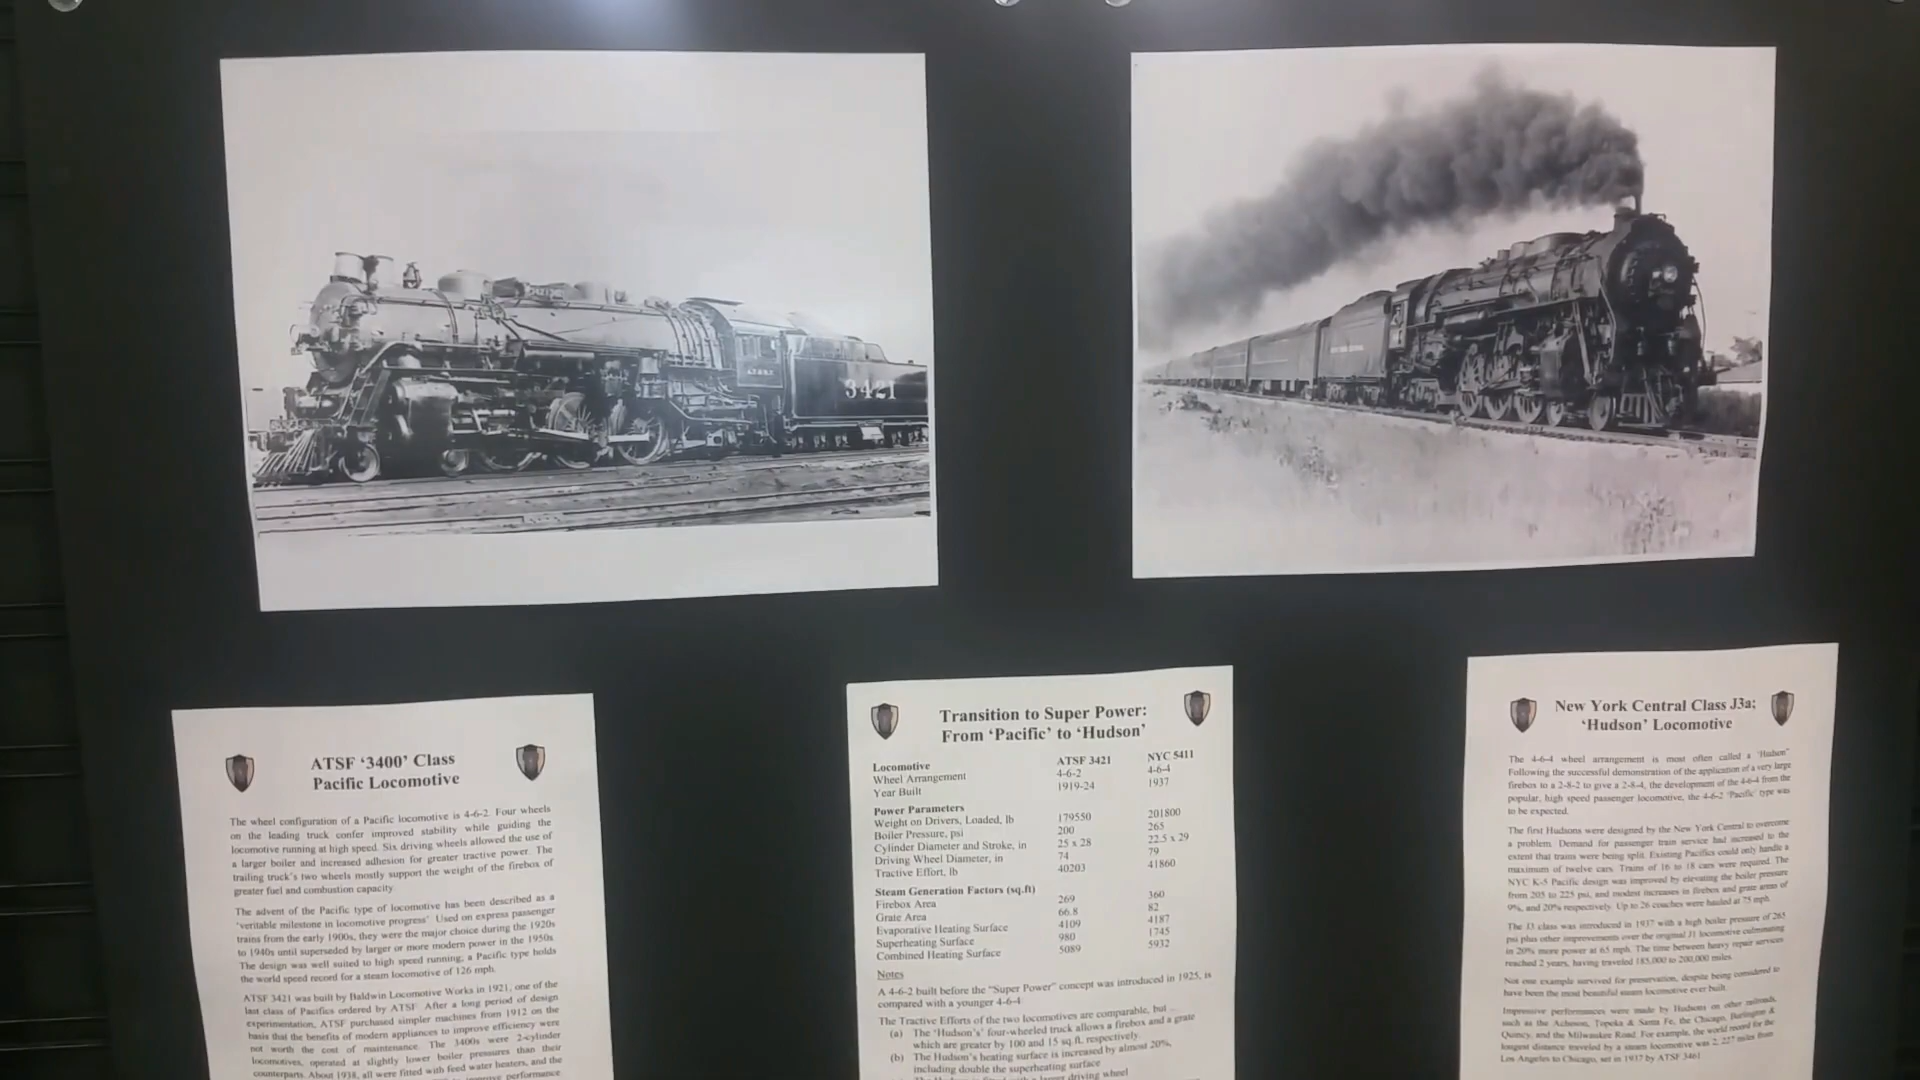 3421
ATSF '3400' Class
Pacific Locomotive
The wheel configuration of a Pacific locomotive is 4-6-2. Four wheels
on the leading truck confer improved stability while guiding the
locomotive running at high speed. Six driving wheels allowed the use of
a larger boiler and increased adhesion for greater tractive power. The
trailing truck's two wheels mostly support the weight of the firebox of
greater fuel and combustion capacity.
The advent of the Pacific type of locomotive has been described as a
'veritable milestone in locomotive progress'. Used on express passenger
trains from the early 1900s, they were the major choice during the 1920s
to 1940s until superseded by larger or more modern power in the 1950s
The design was well suited to high speed running; a Pacific type holds
the world speed record for a steam locomotive of 126 mph.
ATSF 3421 was built by Baldwin Locomotive Works in 1921, one of the
last class of Pacifics ordered by ATSF. After a long period of design
experimentation, ATSF purchased simpler machines from 1912 on the
basis that the benefits of modern appliances to improve efficiency were
not worth the cost of maintenance. The 3400s were 2-cylinder
locomotives, operated at slightly lower boiler pressures than their
counterparts. About 1938, all were fitted with feed water heaters, and the
improve performance
Transition to Super Power:
From 'Pacific' to 'Hudson'
Locomotive ATSF 3421 NYC 5411
Wheel Arrangement 4-6-2 4-6-4
Year Built 1919-24 1937
Power Parameters
Weight on Drivers, Loaded, lb 179550 201800
Boiler Pressure, psi 200 265
Cylinder Diameter and Stroke, in 25 x 28 22.5 x 29
Driving Wheel Diameter, in 74 79
Tractive Effort, lb 40203 41860
Steam Generation Factors (sq.ft)
Firebox Area 269 360
Grate Area 66.8 82
Evaporative Heating Surface 4109 4187
Superheating Surface 980 1745
Combined Heating Surface 5089 5932
Notes
A 4-6-2 built before the "Super Power" concept was introduced in 1925, is
compared with a younger 4-6-4
The Tractive Efforts of the two locomotives are comparable, but ...
(a) The 'Hudson's' four-wheeled truck allows a firebox and a grate
which are greater by 100 and 15 sq.ft. respectively
(b) The Hudson's heating surface is increased by almost 20%,
including double the superheating surface
driving wheel
New York Central Class J3a;
'Hudson' Locomotive
The 4-6-4 wheel arrangement is most often called a 'Hudson'
Following the successful demonstration of the application of a very large
firebox to a 2-8-2 to give a 2-8-4, the development of the 4-6-4 from the
popular, high speed passenger locomotive, the 4-6-2 'Pacific' type was
to be expected.
The first Hudsons were designed by the New York Central to overcome
a problem. Demand for passenger train service had increased to the
extent that trains were being split. Existing Pacifics could only handle a
maximum of twelve cars. Trains of 16 to 18 cars were required. The
NYC K-5 Pacific design was improved by elevating the boiler pressure
from 205 to 225 psi, and modest increases in firebox and grate areas of
9%, and 20% respectively. Up to 26 coaches were hauled at 75 mph.
The J3 class was introduced in 1937 with a high boiler pressure of 265
psi plus other improvements over the original J1 locomotive culminating
in 20% more power at 65 mph. The time between heavy repair services
reached 2 years, having traveled 185,000 to 200,000 miles.
Not one example survived for preservation, despite being considered to
have been the most beautiful steam locomotive ever built.
Impressive performances were made by Hudsons on other railroads,
such as the Acheson, Topeka & Santa Fe, the Chicago, Burlington &
Quincy, and the Milwaukee Road. For example, the world record for the
longest distance traveled by a steam locomotive was 2,227 miles from
Los Angeles to Chicago, set in 1937 by ATSF 3461